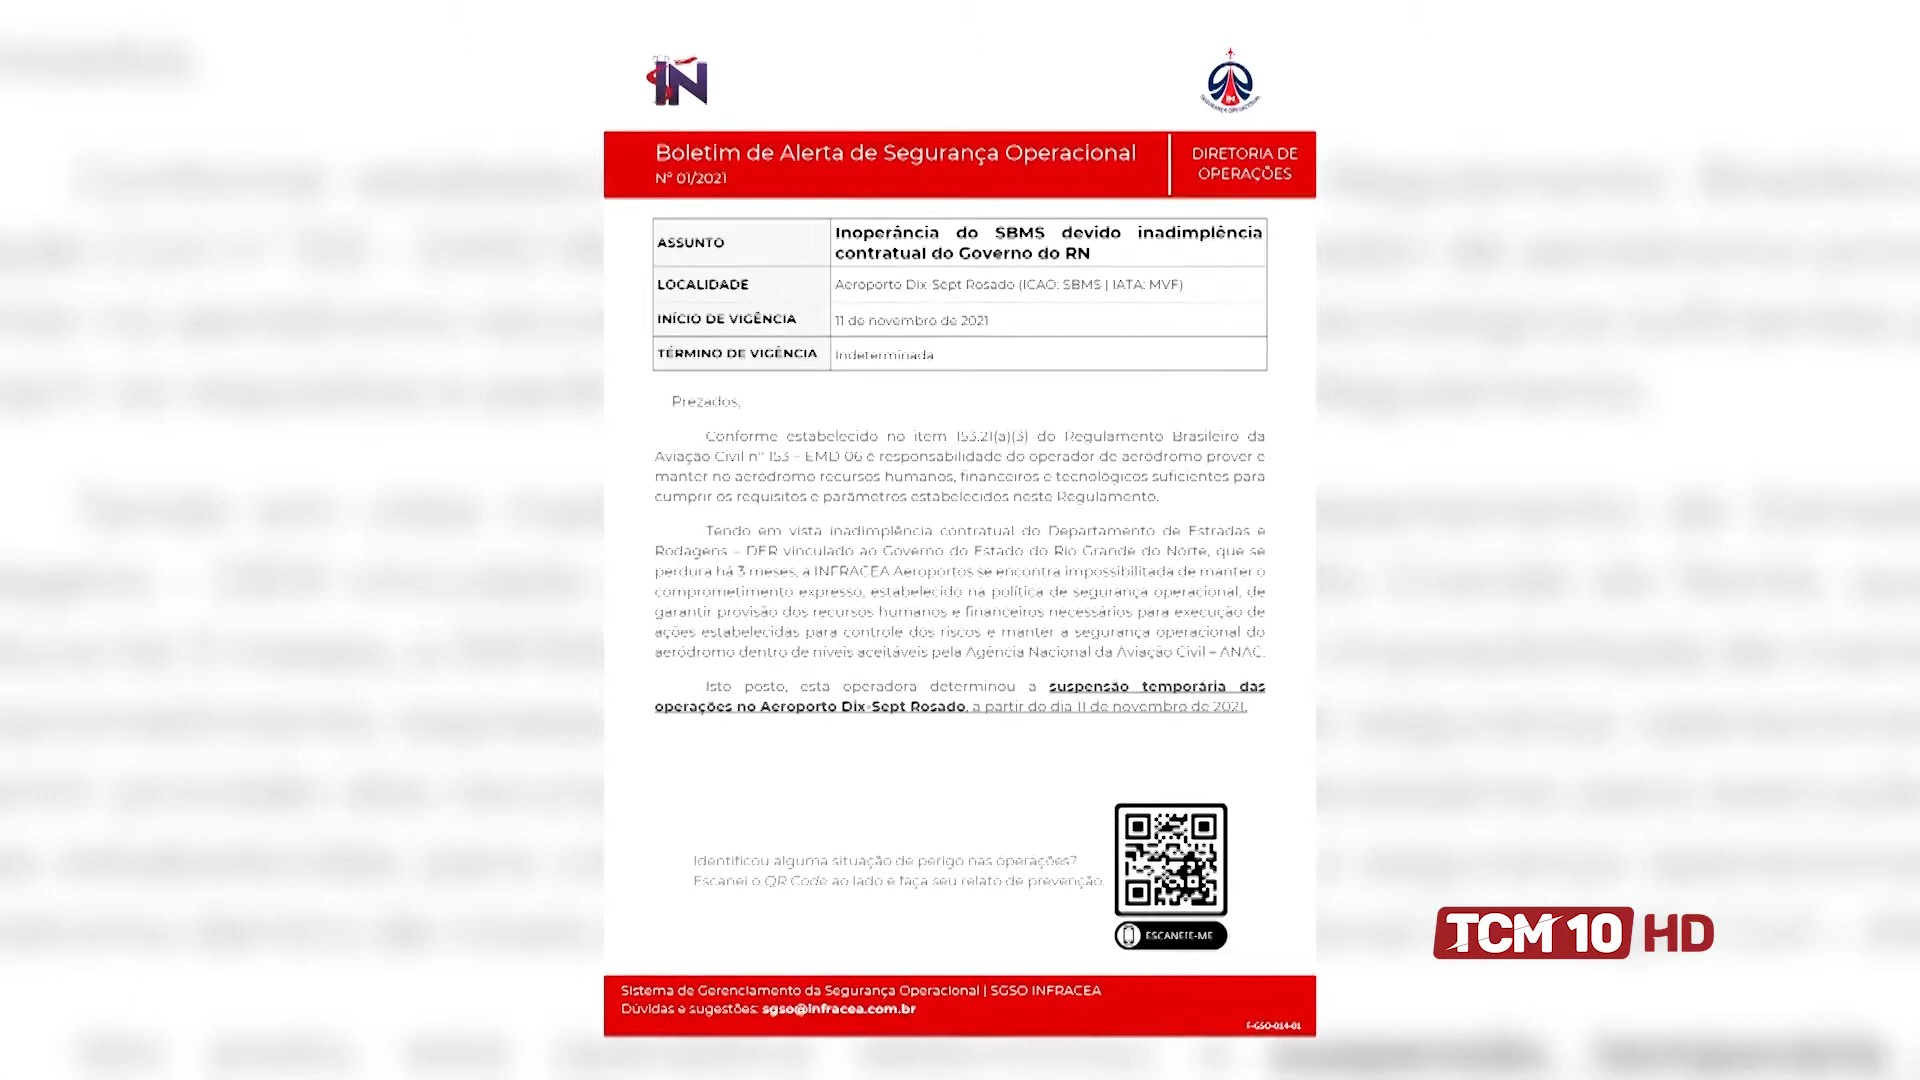 IN
Boletim de Alerta de Segurança Operacional
Nº 01/2021
DIRETORIA DE
OPERAÇÕES
ASSUNTO
Inoperância do SBMS devido inadimplência
contratual do Governo do RN
LOCALIDADE
Aeroporto Dix-Sept Rosado (ICAO: SBMS | IATA: MVF)
INÍCIO DE VIGÊNCIA
11 de novembro de 2021
TÉRMINO DE VIGÊNCIA
Indeterminada
Prezados,
Conforme estabelecido no item 153.21(a)(3) do Regulamento Brasileiro da
Aviação Civil nº 153 – EMD 06 é responsabilidade do operador de aeródromo prover e
manter no aeródromo recursos humanos, financeiros e tecnológicos suficientes para
cumprir os requisitos e parâmetros estabelecidos neste Regulamento.
Tendo em vista inadimplência contratual do Departamento de Estradas e
Rodagens – DER vinculado ao Governo do Estado do Rio Grande do Norte, que se
perdura há 3 meses, a INFRACEA Aeroportos se encontra impossibilitada de manter o
comprometimento expresso, estabelecido na política de segurança operacional, de
garantir provisão dos recursos humanos e financeiros necessários para execução de
ações estabelecidas para controle dos riscos e manter a segurança operacional do
aeródromo dentro de níveis aceitáveis pela Agência Nacional da Aviação Civil – ANAC.
Isto posto, esta operadora determinou a suspensão temporária das
operações no Aeroporto Dix-Sept Rosado, a partir do dia 11 de novembro de 2021.
Identificou alguma situação de perigo nas operações?
Escanei o QR Code ao lado e faça seu relato de prevenção.
ESCANEIE-ME
TCM 10 HD
Sistema de Gerenciamento da Segurança Operacional | SGSO INFRACEA
Dúvidas e sugestões: sgso@infracea.com.br
F-GSO-014-01